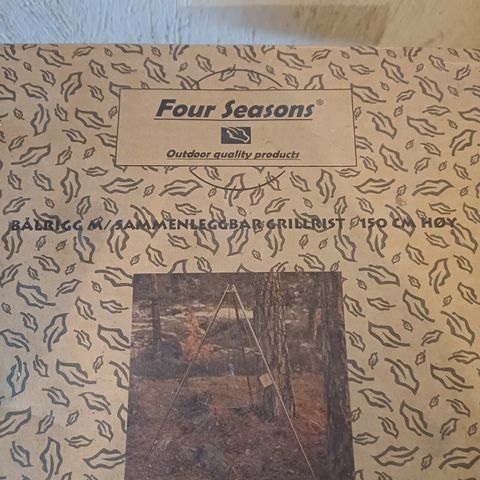 Four Seasons®
Outdoor quality products
BÅLRIGG M/SAMMENLEGGBAR GRILLRIST - 150 CM HØY